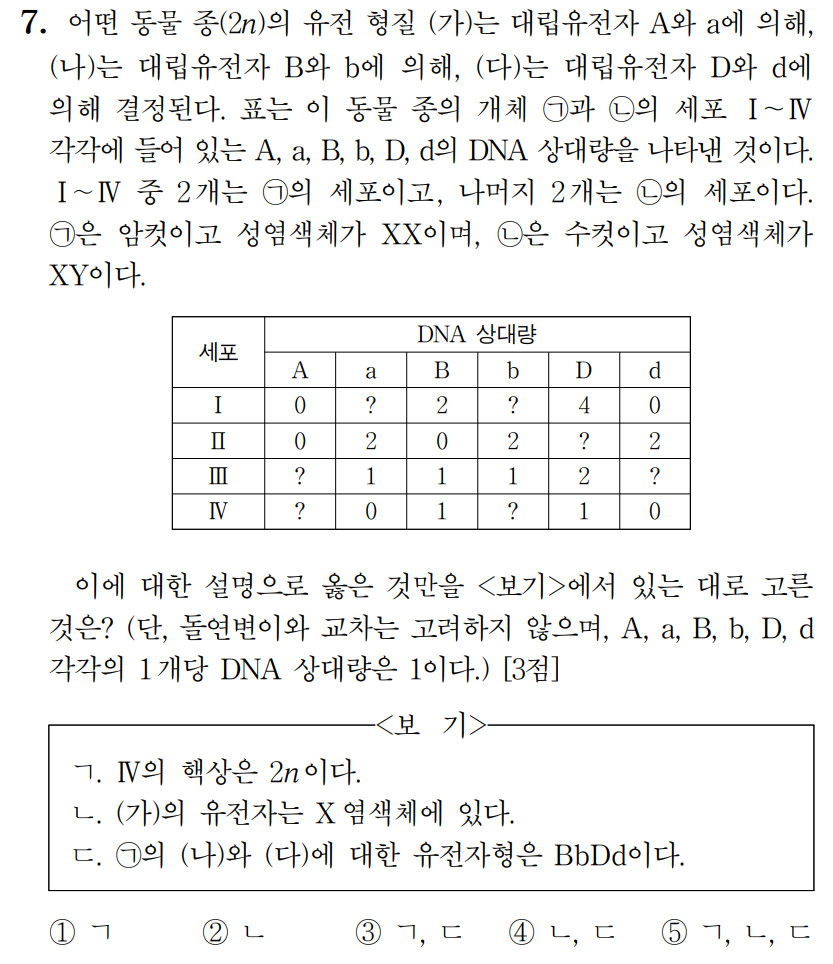 7. 어떤 동물 종(2n)의 유전 형질 (가)는 대립유전자 A와 a에 의해,
(나)는 대립유전자 B와 b에 의해, (다)는 대립유전자 D와 d에
의해 결정된다. 표는 이 동물 종의 개체 ㉠과 ㉡의 세포 Ⅰ~Ⅳ
각각에 들어 있는 A, a, B, b, D, d의 DNA 상대량을 나타낸 것이다.
Ⅰ~Ⅳ 중 2개는 ㉠의 세포이고, 나머지 2개는 ㉡의 세포이다.
㉠은 암컷이고 성염색체가 XX이며, ㉡은 수컷이고 성염색체가
XY이다.
세포 DNA 상대량
A a B b D d
Ⅰ 0 ? 2 ? 4 0
Ⅱ 0 2 0 2 ? 2
Ⅲ ? 1 1 1 2 ?
Ⅳ ? 0 1 ? 1 0
이에 대한 설명으로 옳은 것만을 <보기>에서 있는 대로 고른
것은? (단, 돌연변이와 교차는 고려하지 않으며, A, a, B, b, D, d
각각의 1개당 DNA 상대량은 1이다.) [3점]
<보 기>
ㄱ. Ⅳ의 핵상은 2n이다.
ㄴ. (가)의 유전자는 X 염색체에 있다.
ㄷ. ㉠의 (나)와 (다)에 대한 유전자형은 BbDd이다.
① ㄱ ② ㄴ ③ ㄱ, ㄷ ④ ㄴ, ㄷ ⑤ ㄱ, ㄴ, ㄷ